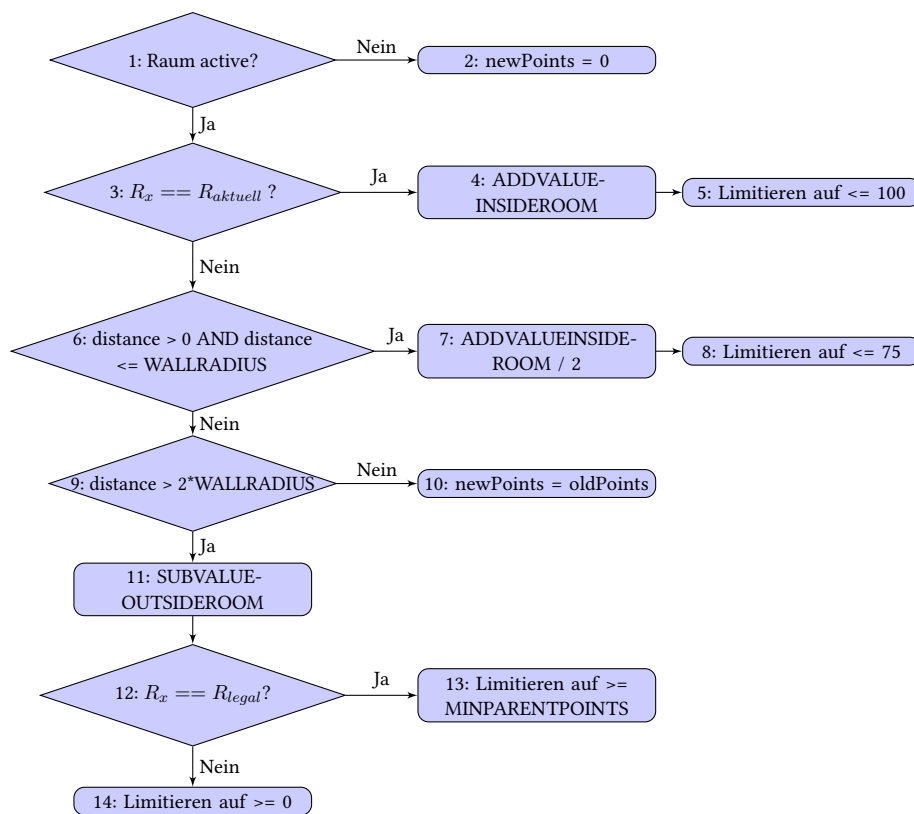 1: Raum active?
Nein
2: newPoints = 0
Ja
3: R_x == R_aktuell ?
Ja
4: ADDVALUE-
INSIDEROOM
5: Limitieren auf <= 100
Nein
6: distance > 0 AND distance
<= WALLRADIUS
Ja
7: ADDVALUEINSIDE-
ROOM / 2
8: Limitieren auf <= 75
Nein
9: distance > 2*WALLRADIUS
Nein
10: newPoints = oldPoints
Ja
11: SUBVALUE-
OUTSIDEROOM
12: R_x == R_legal?
Ja
13: Limitieren auf >=
MINPARENTPOINTS
Nein
14: Limitieren auf >= 0